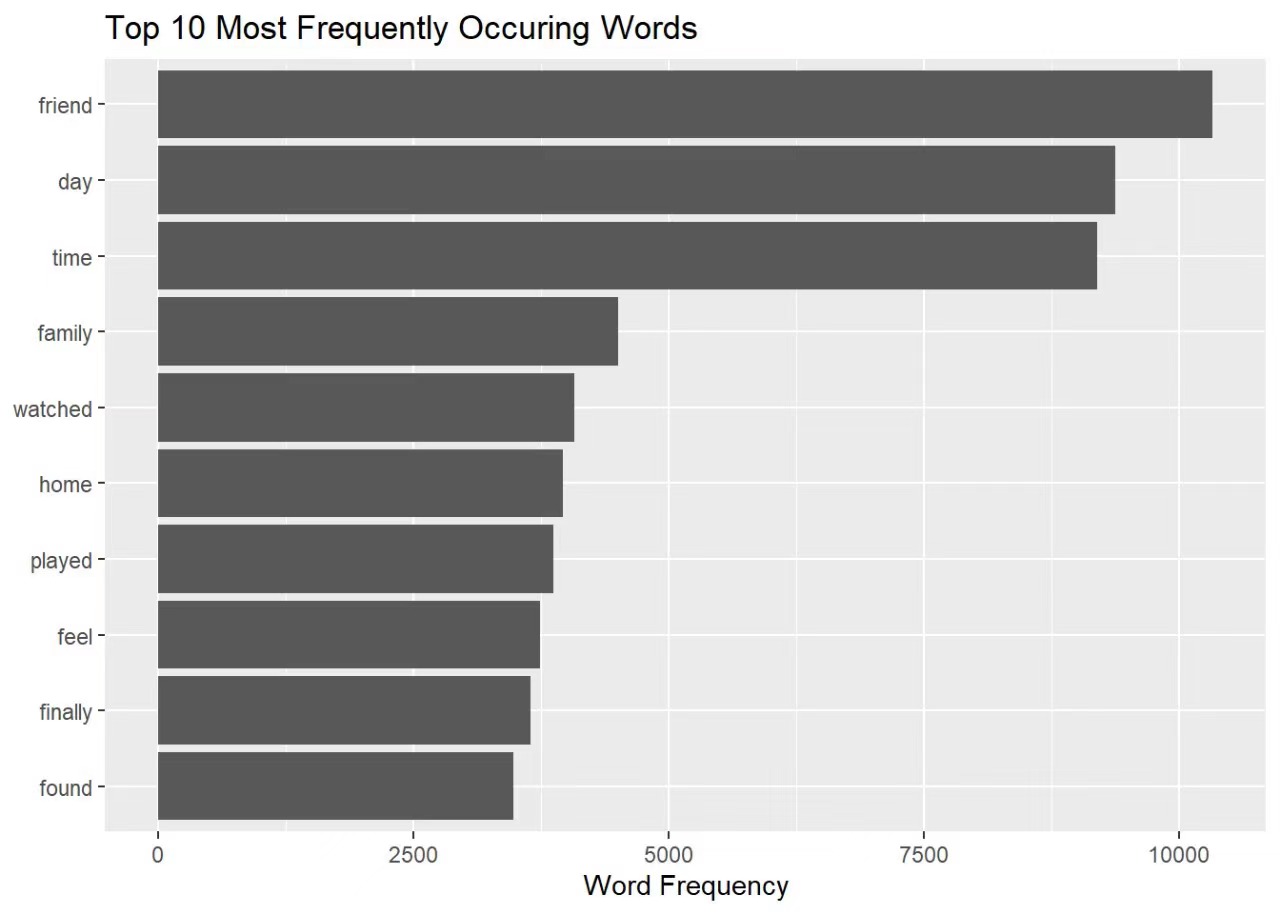 Top 10 Most Frequently Occuring Words
friend
day
time
family
watched
home
played
feel
finally
found
0 2500 5000 7500 10000
Word Frequency